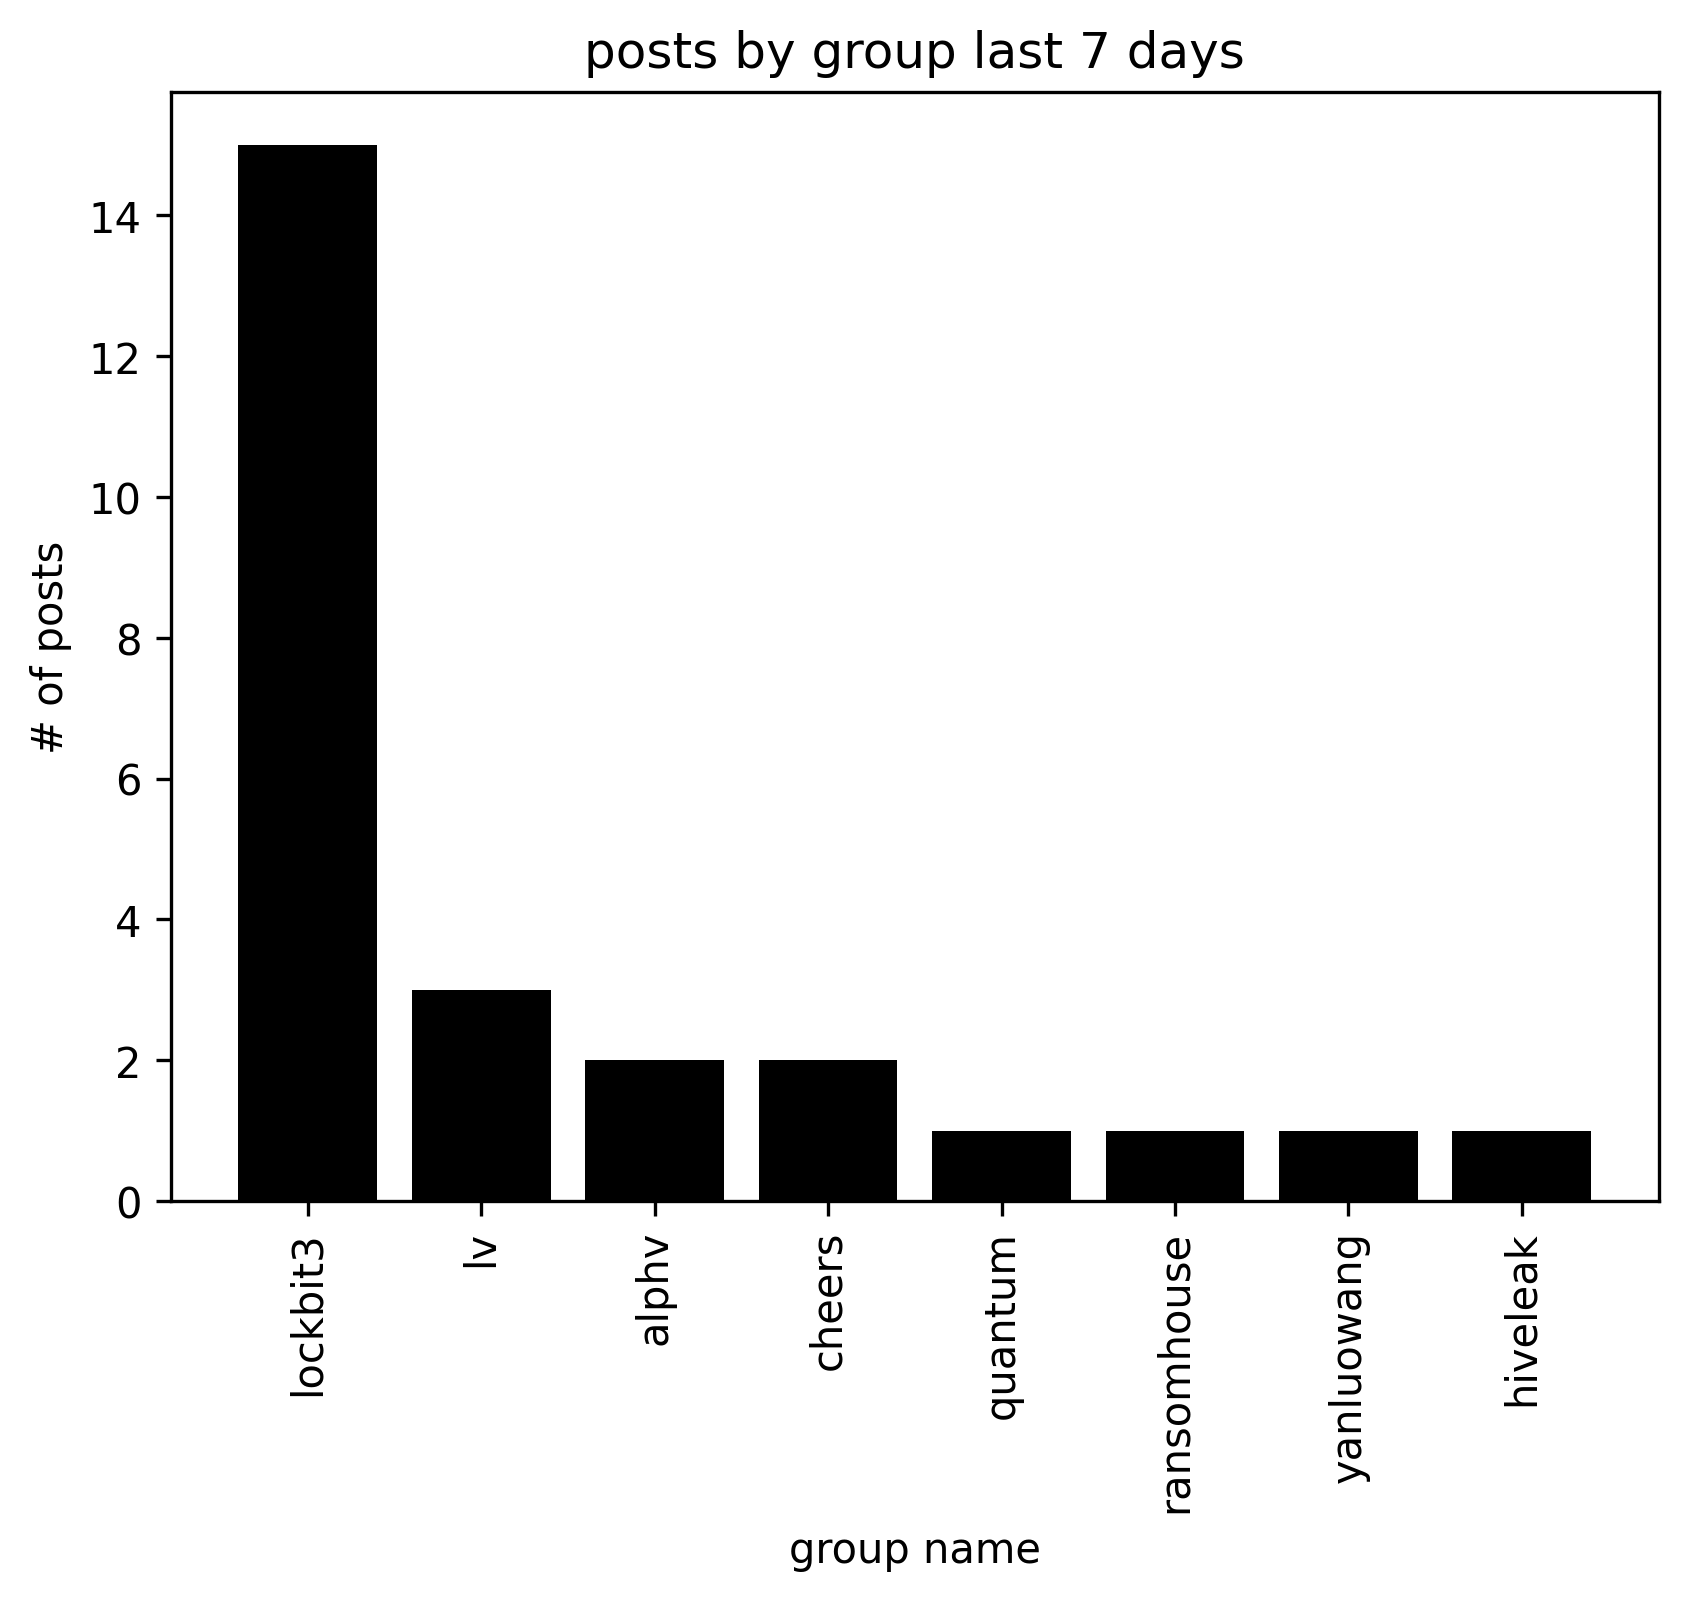 posts by group last 7 days
# of posts
14
12
10
8
6
4
2
0
lockbit3
lv
alphv
cheers
quantum
ransomhouse
yanluowang
hiveleak
group name